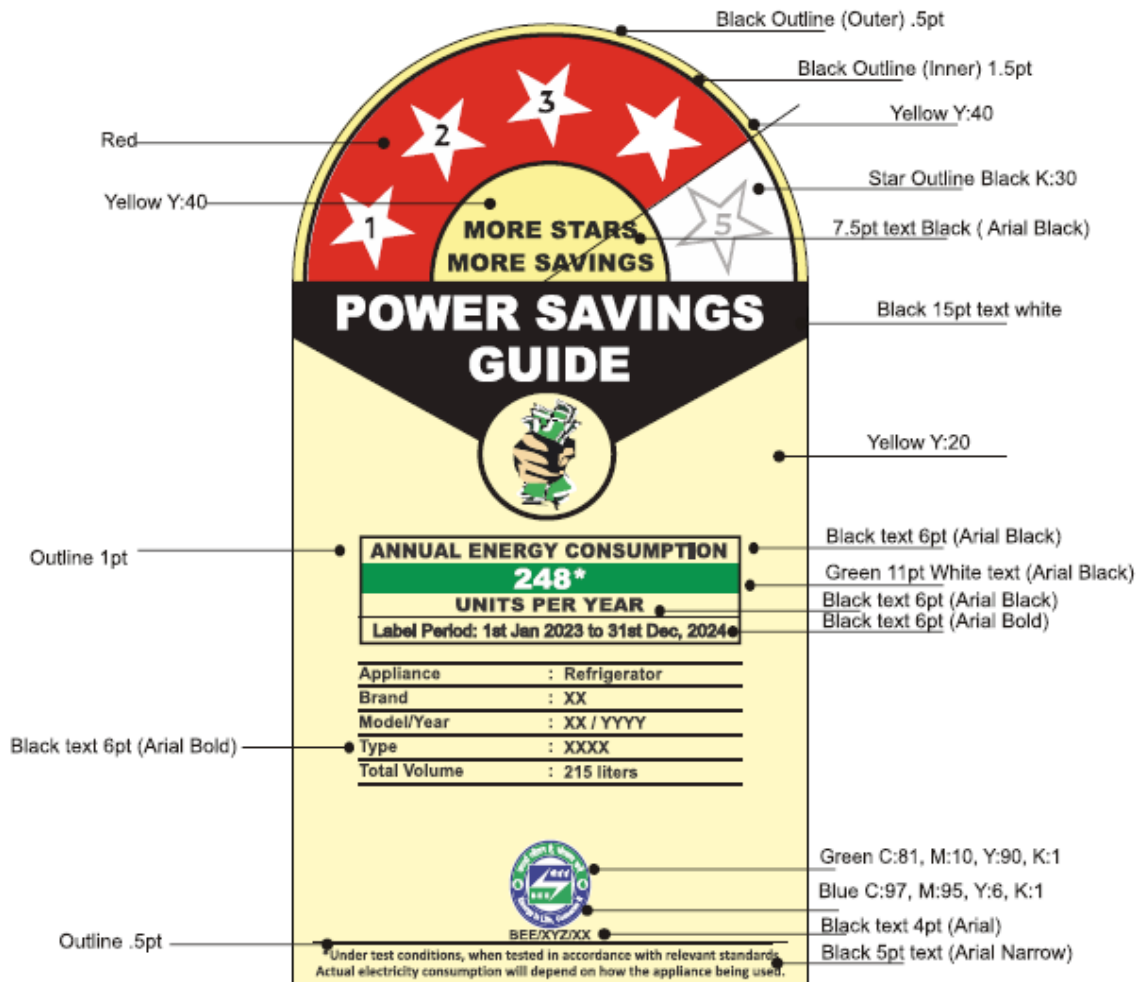 Black Outline (Outer) .5pt
Black Outline (Inner) 1.5pt
Yellow Y:40
Red
Star Outline Black K:30
Yellow Y:40
7.5pt text Black ( Arial Black)
1
2
3
5
MORE STARS
MORE SAVINGS
POWER SAVINGS
GUIDE
Black 15pt text white
Yellow Y:20
Outline 1pt
ANNUAL ENERGY CONSUMPTION
Black text 6pt (Arial Black)
248*
Green 11pt White text (Arial Black)
UNITS PER YEAR
Black text 6pt (Arial Black)
Label Period: 1st Jan 2023 to 31st Dec, 2024
Black text 6pt (Arial Bold)
Appliance : Refrigerator
Brand : XX
Model/Year : XX / YYYY
Black text 6pt (Arial Bold)
Type : XXXX
Total Volume : 215 liters
Green C:81, M:10, Y:90, K:1
Blue C:97, M:95, Y:6, K:1
BEE/XYZ/XX
Black text 4pt (Arial)
Outline .5pt
*Under test conditions, when tested in accordance with relevant standards
Actual electricity consumption will depend on how the appliance being used.
Black 5pt text (Arial Narrow)